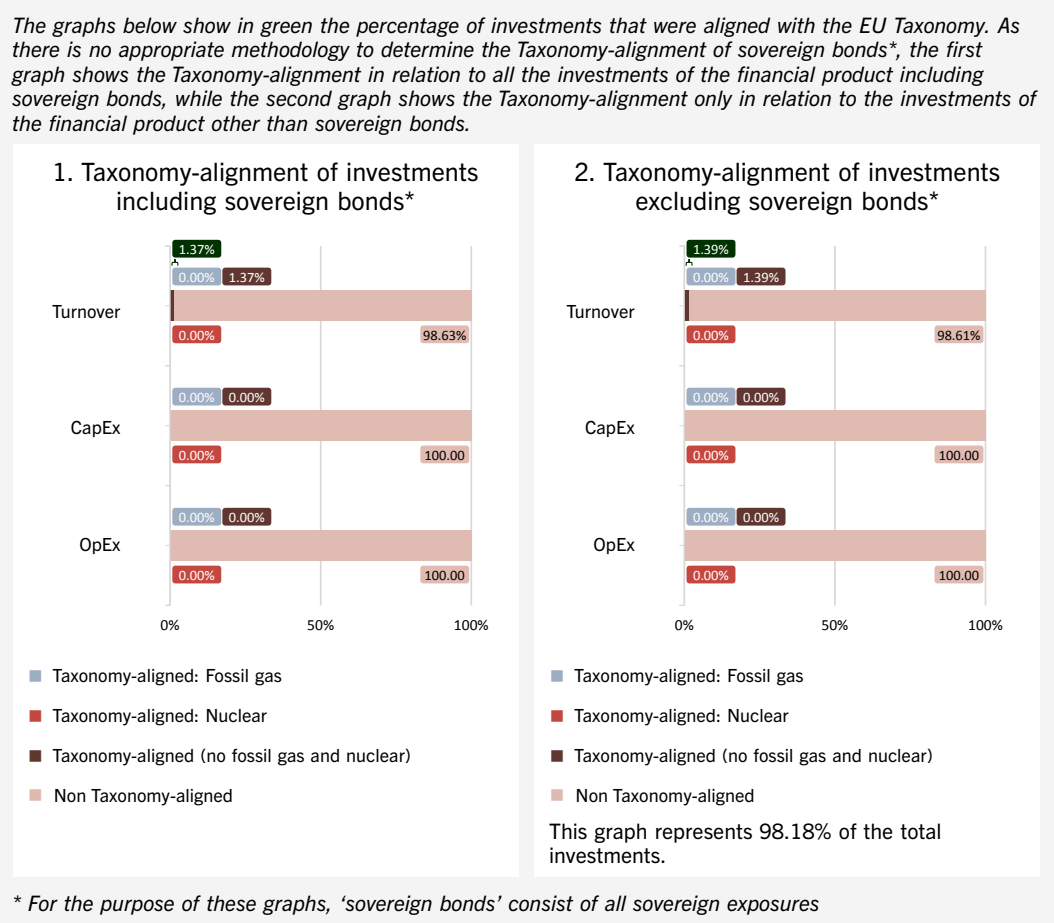 The graphs below show in green the percentage of investments that were aligned with the EU Taxonomy. As
there is no appropriate methodology to determine the Taxonomy-alignment of sovereign bonds*, the first
graph shows the Taxonomy-alignment in relation to all the investments of the financial product including
sovereign bonds, while the second graph shows the Taxonomy-alignment only in relation to the investments of
the financial product other than sovereign bonds.
1. Taxonomy-alignment of investments
including sovereign bonds*
1.37%
0.00% 1.37%
Turnover
0.00% 98.63%
0.00% 0.00%
CapEx
0.00% 100.00
0.00% 0.00%
OpEx
0.00% 100.00
0% 50% 100%
Taxonomy-aligned: Fossil gas
Taxonomy-aligned: Nuclear
Taxonomy-aligned (no fossil gas and nuclear)
Non Taxonomy-aligned
2. Taxonomy-alignment of investments
excluding sovereign bonds*
1.39%
0.00% 1.39%
Turnover
0.00% 98.61%
0.00% 0.00%
CapEx
0.00% 100.00
0.00% 0.00%
OpEx
0.00% 100.00
0% 50% 100%
Taxonomy-aligned: Fossil gas
Taxonomy-aligned: Nuclear
Taxonomy-aligned (no fossil gas and nuclear)
Non Taxonomy-aligned
This graph represents 98.18% of the total
investments.
* For the purpose of these graphs, ‘sovereign bonds’ consist of all sovereign exposures